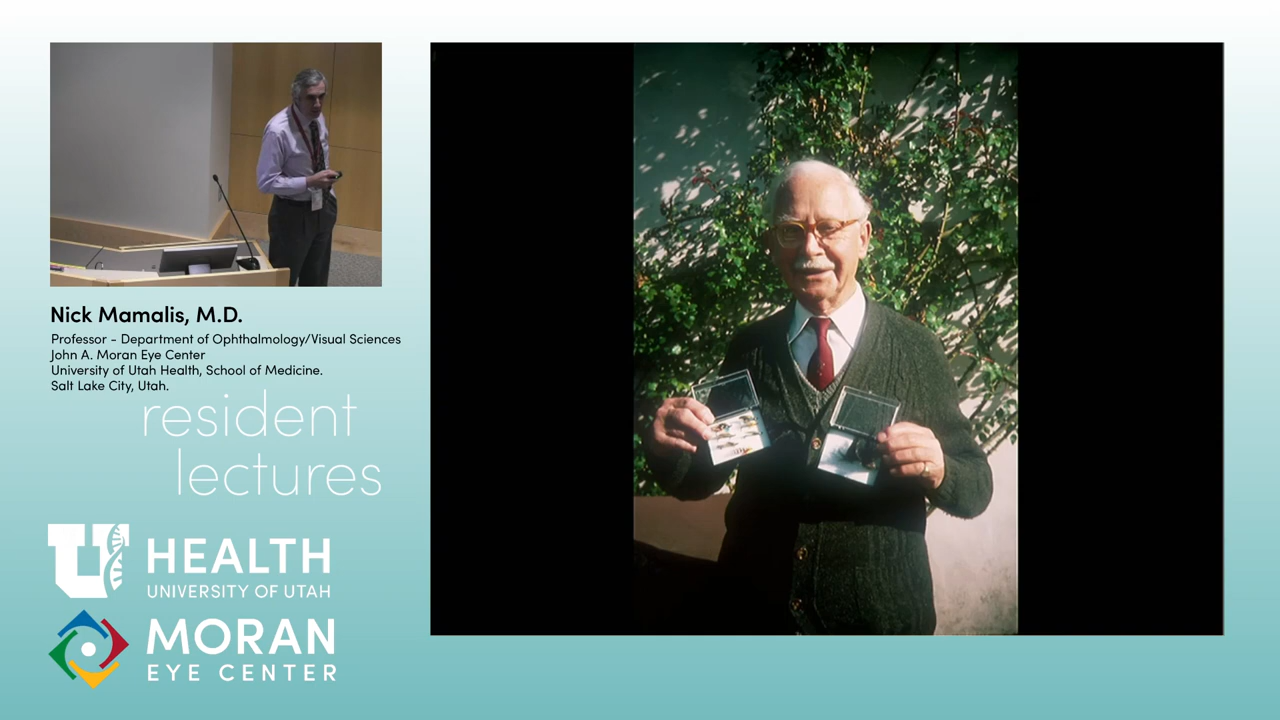 Nick Mamalis, M.D.
Professor - Department of Ophthalmology/Visual Sciences
John A. Moran Eye Center
University of Utah Health, School of Medicine.
Salt Lake City, Utah.
resident
lectures
U
HEALTH
UNIVERSITY OF UTAH
MORAN
EYE CENTER